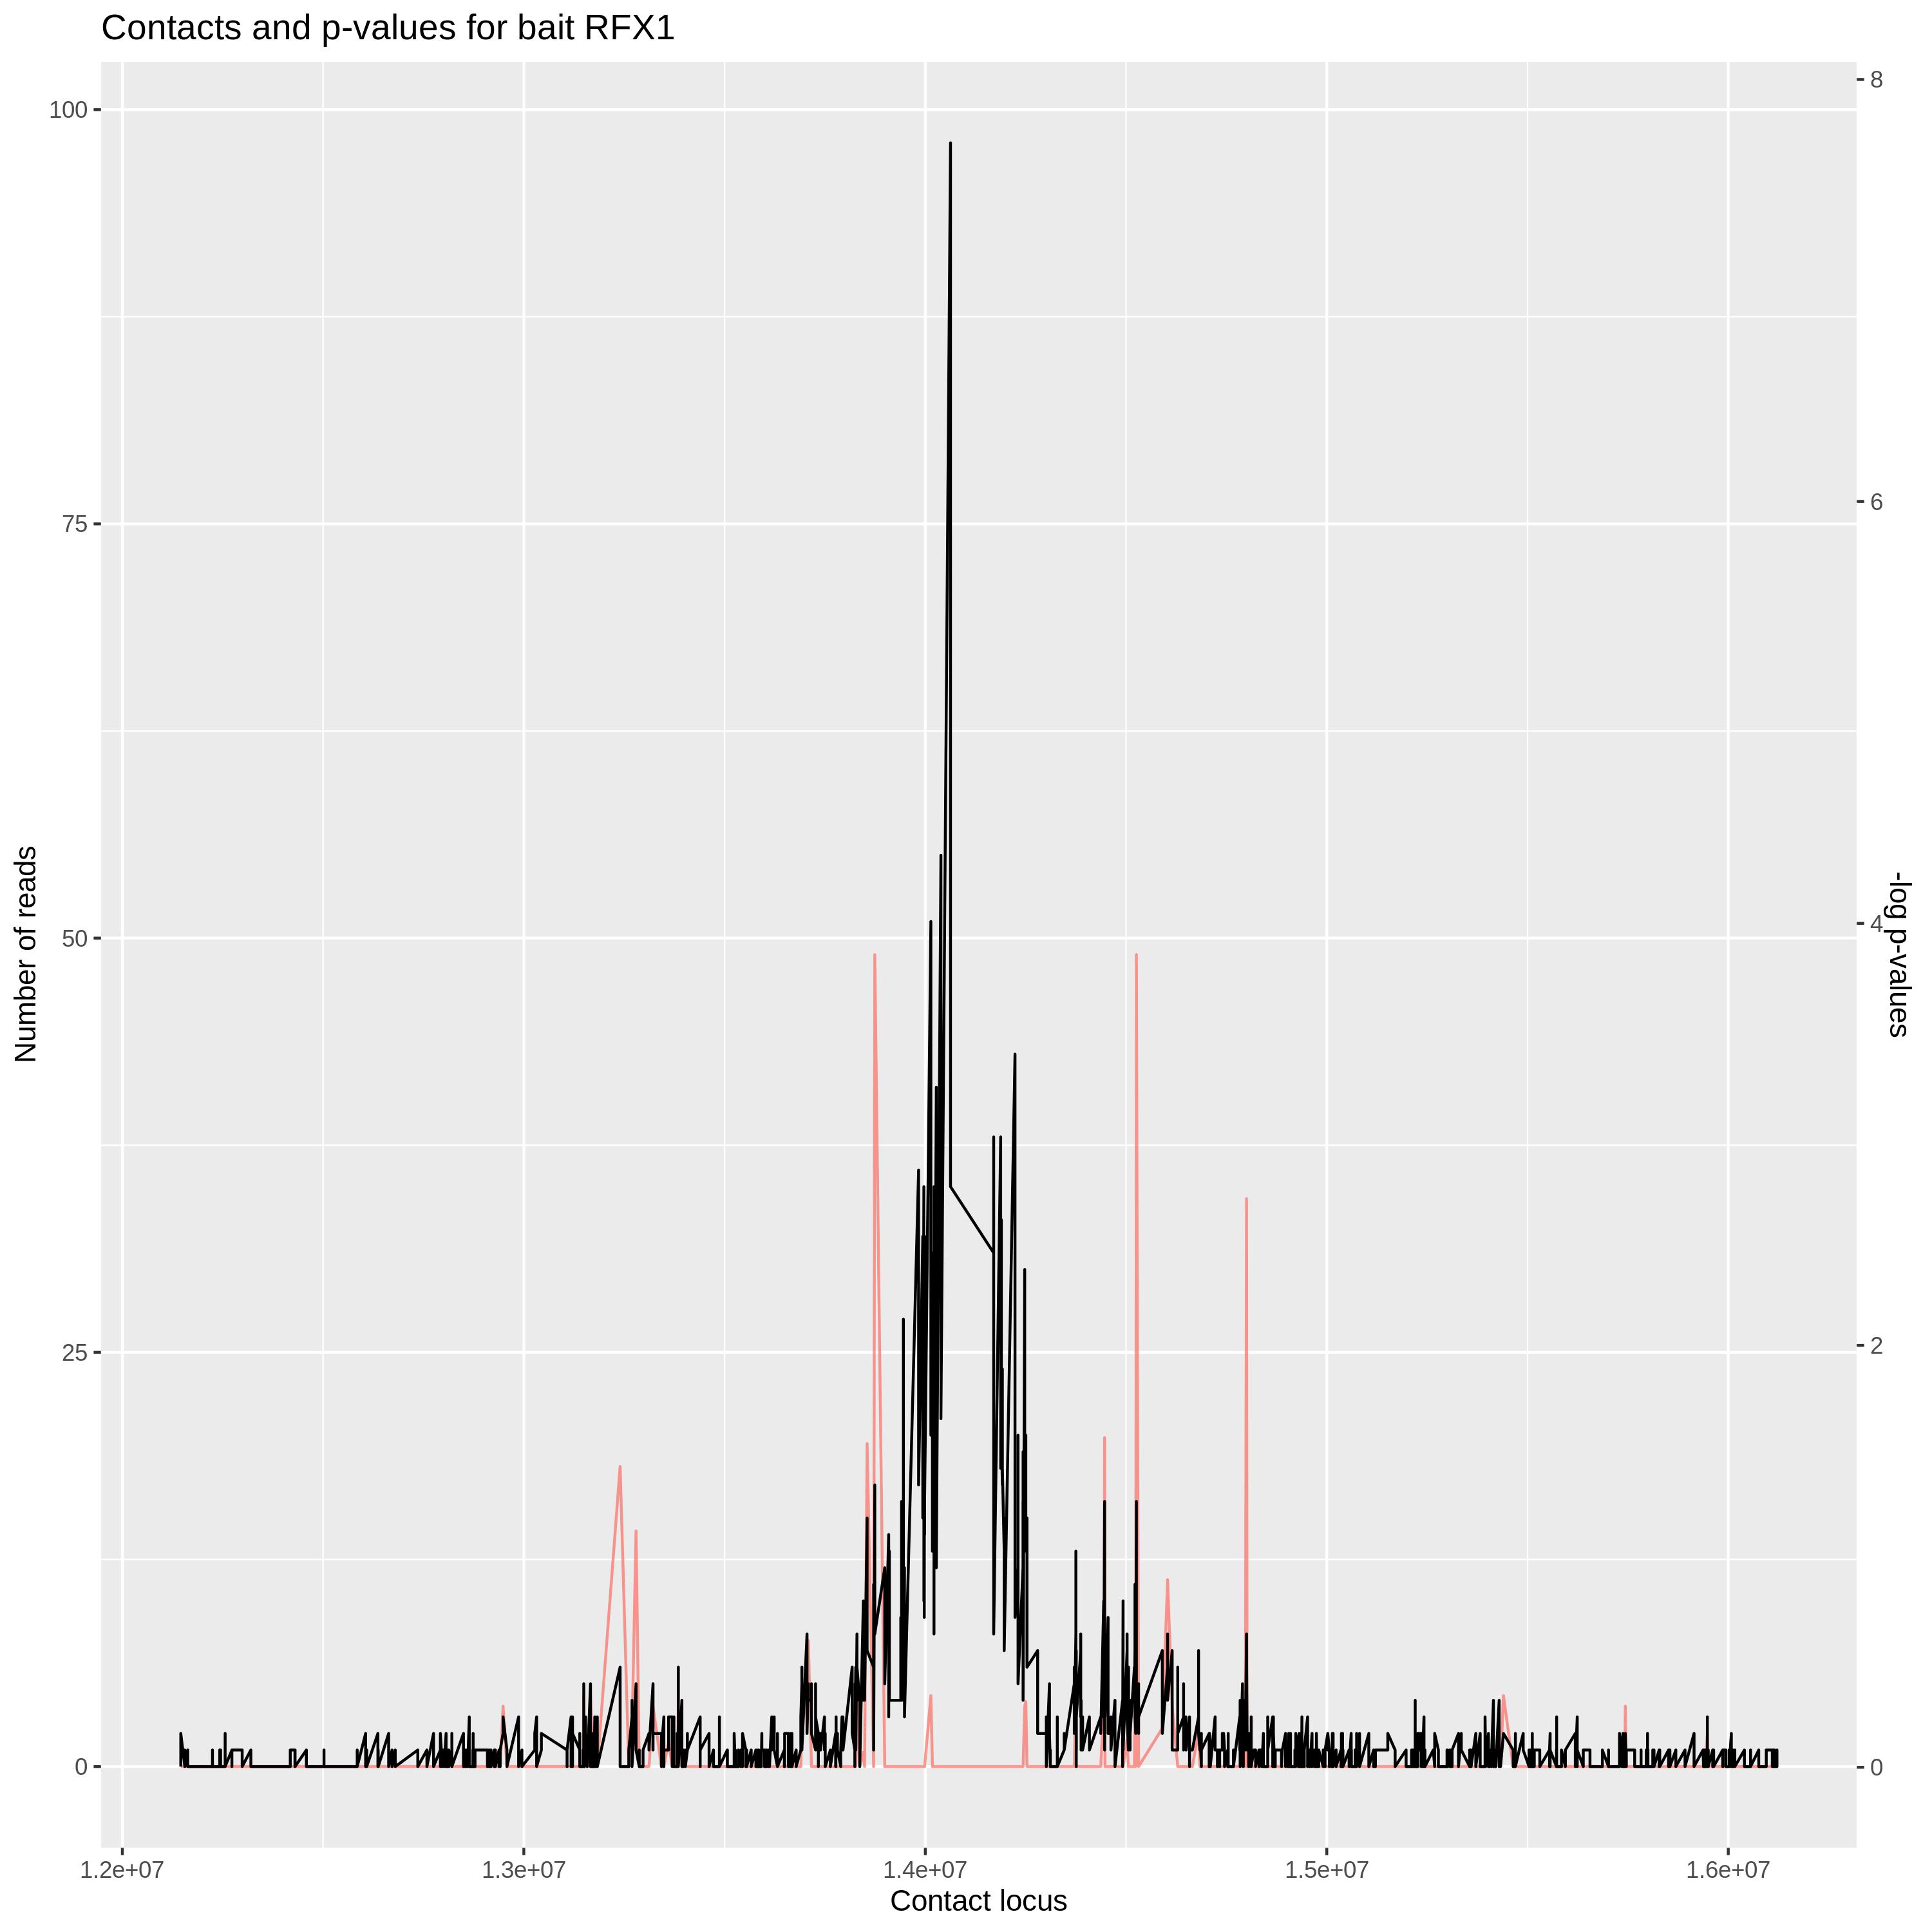 Contacts and p-values for bait RFX1
100
75
50
25
0
Number of reads
8
6
4
2
0
-log p-values
1.2e+07
1.3e+07
1.4e+07
1.5e+07
1.6e+07
Contact locus